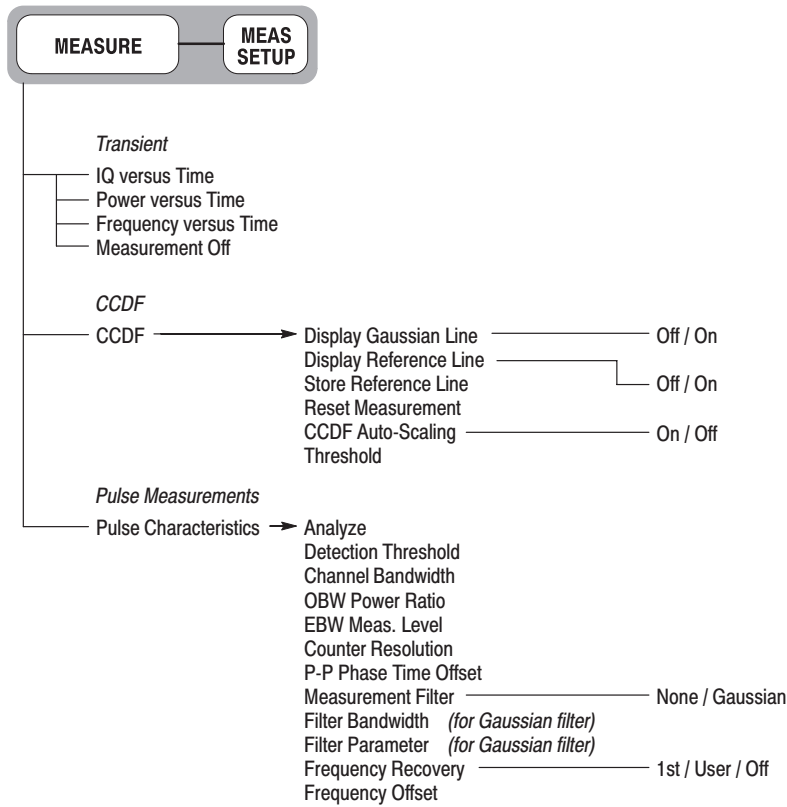 MEASURE
MEAS
SETUP
Transient
IQ versus Time
Power versus Time
Frequency versus Time
Measurement Off
CCDF
CCDF Display Gaussian Line Off / On
Display Reference Line
Store Reference Line Off / On
Reset Measurement
CCDF Auto-Scaling On / Off
Threshold
Pulse Measurements
Pulse Characteristics Analyze
Detection Threshold
Channel Bandwidth
OBW Power Ratio
EBW Meas. Level
Counter Resolution
P-P Phase Time Offset
Measurement Filter None / Gaussian
Filter Bandwidth (for Gaussian filter)
Filter Parameter (for Gaussian filter)
Frequency Recovery 1st / User / Off
Frequency Offset